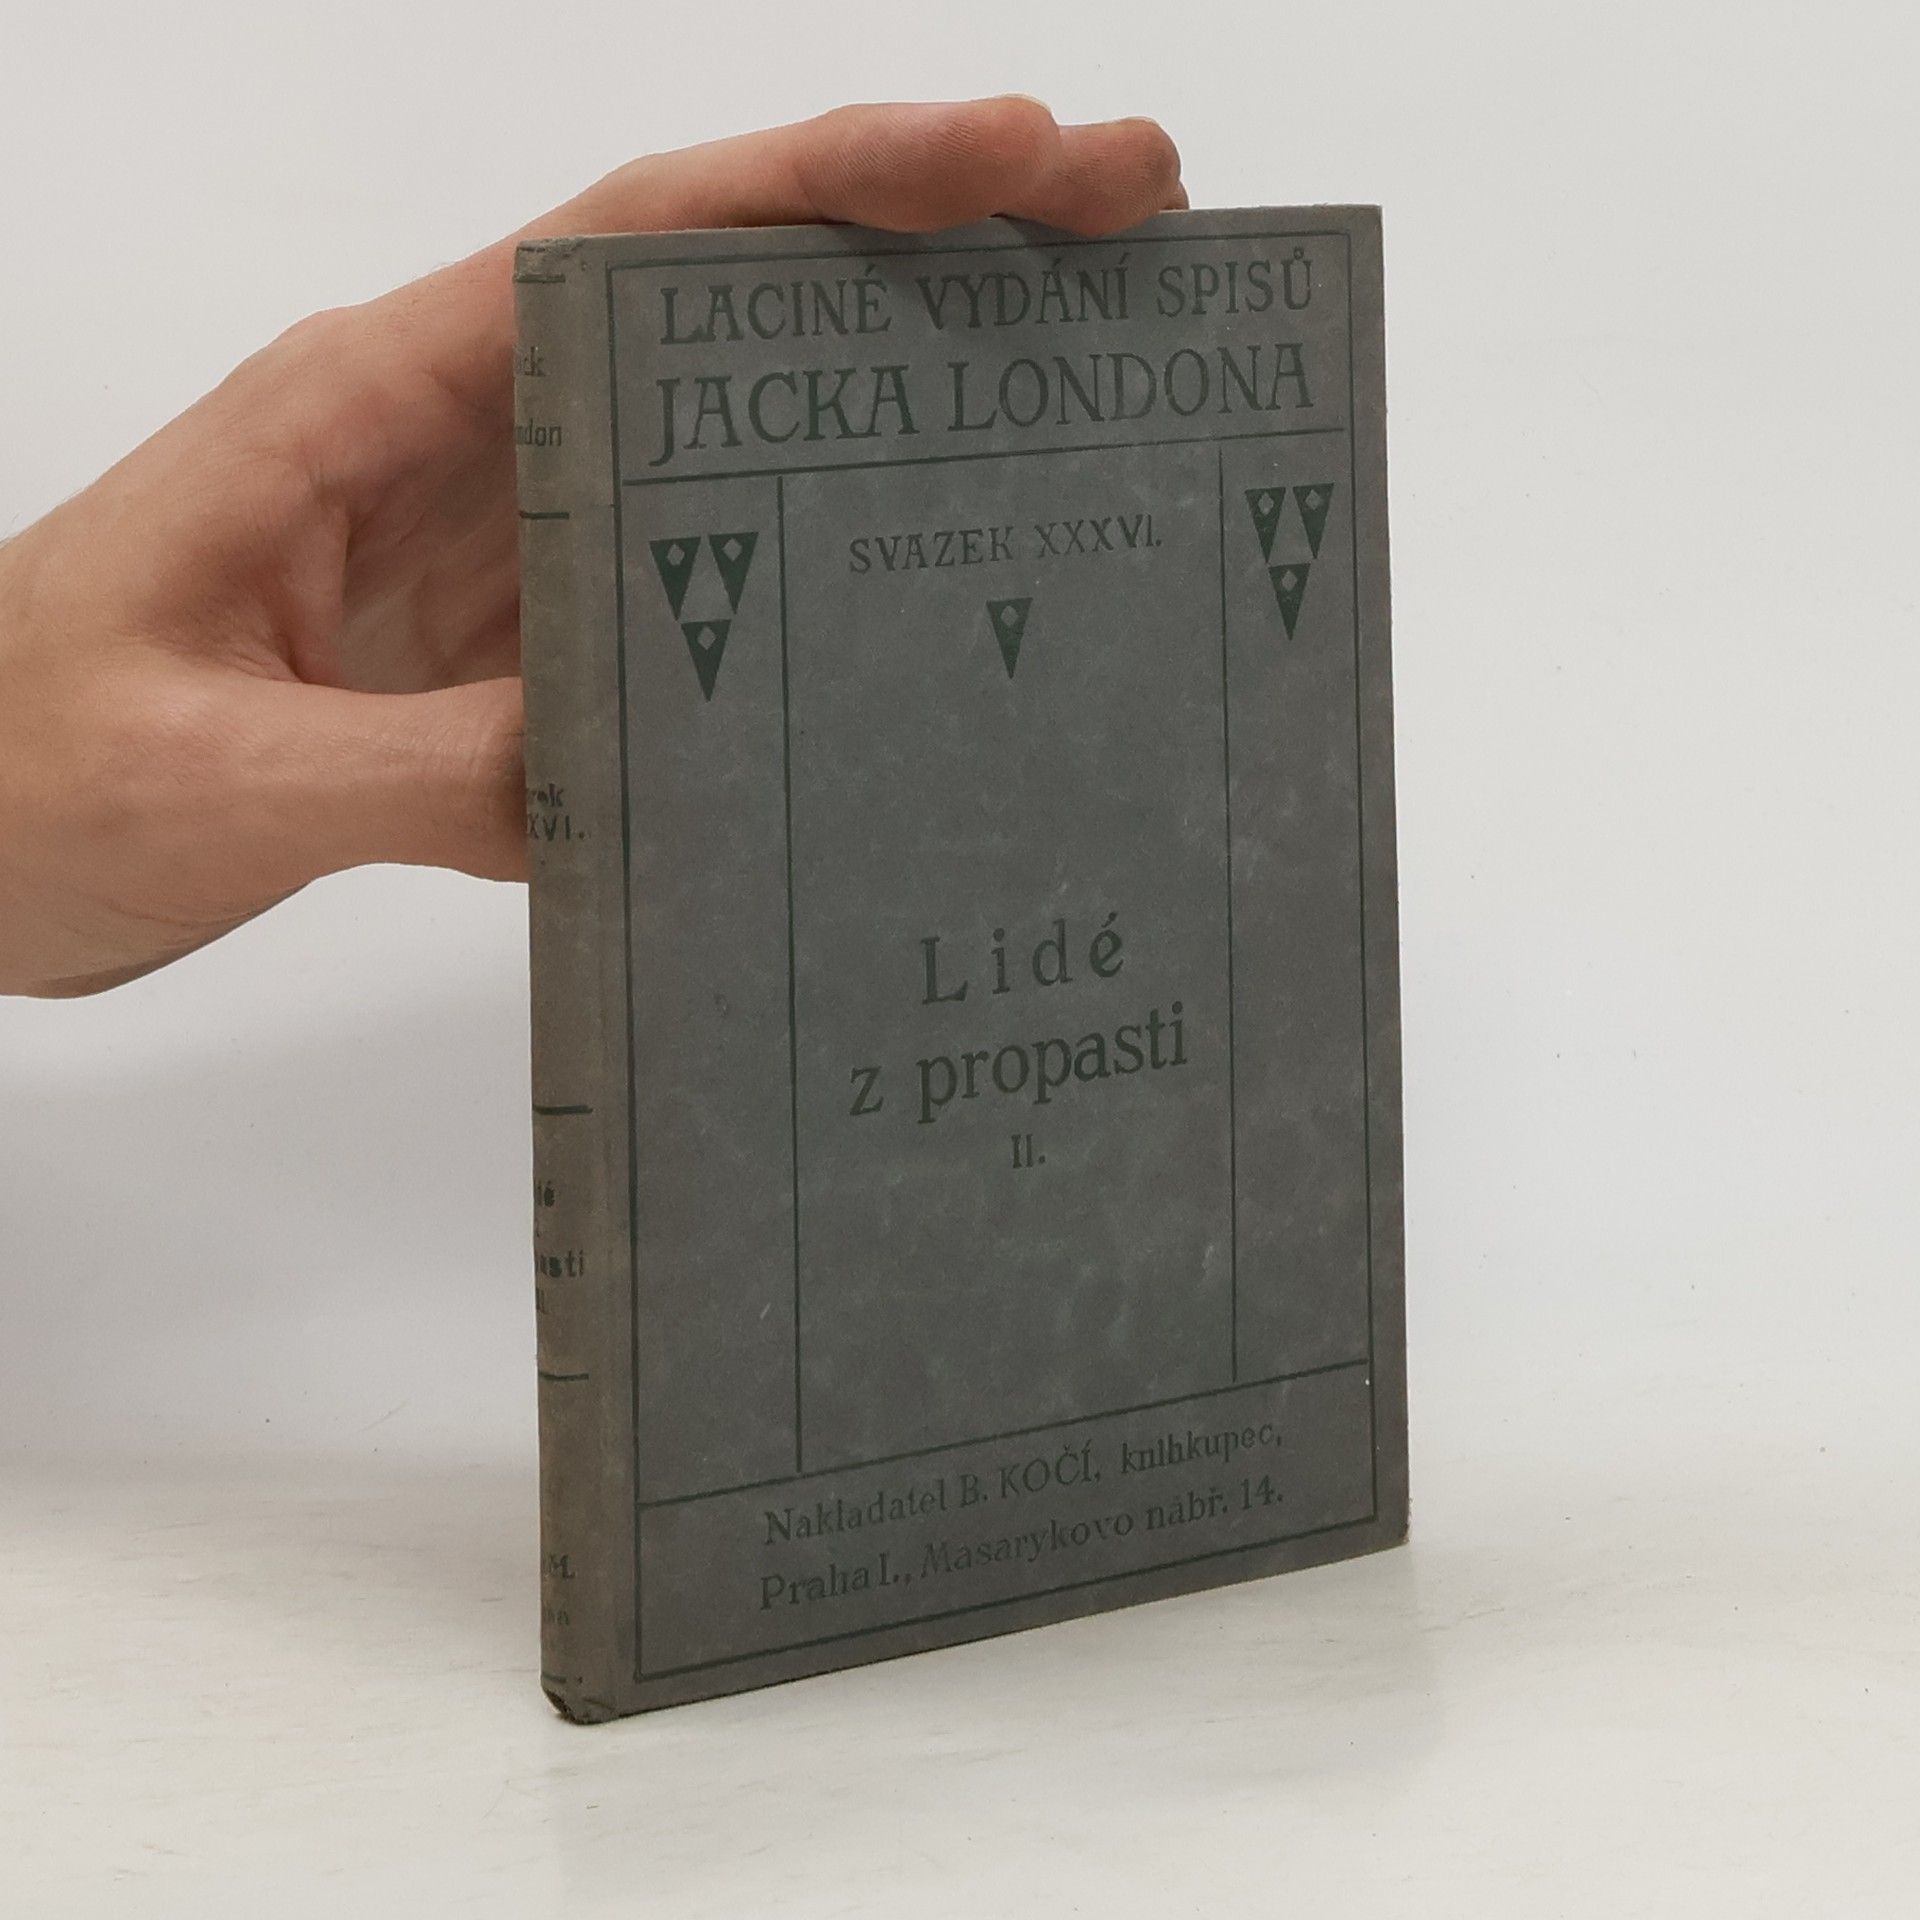 LACINÉ VYDÁNÍ SPISŮ
JACKA LONDONA
SVAZEK XXXVI.
Lidé
z propasti
II.
Nakladatel B. KOČÍ, knihkupec,
Praha I., Masarykovo nábř. 14.